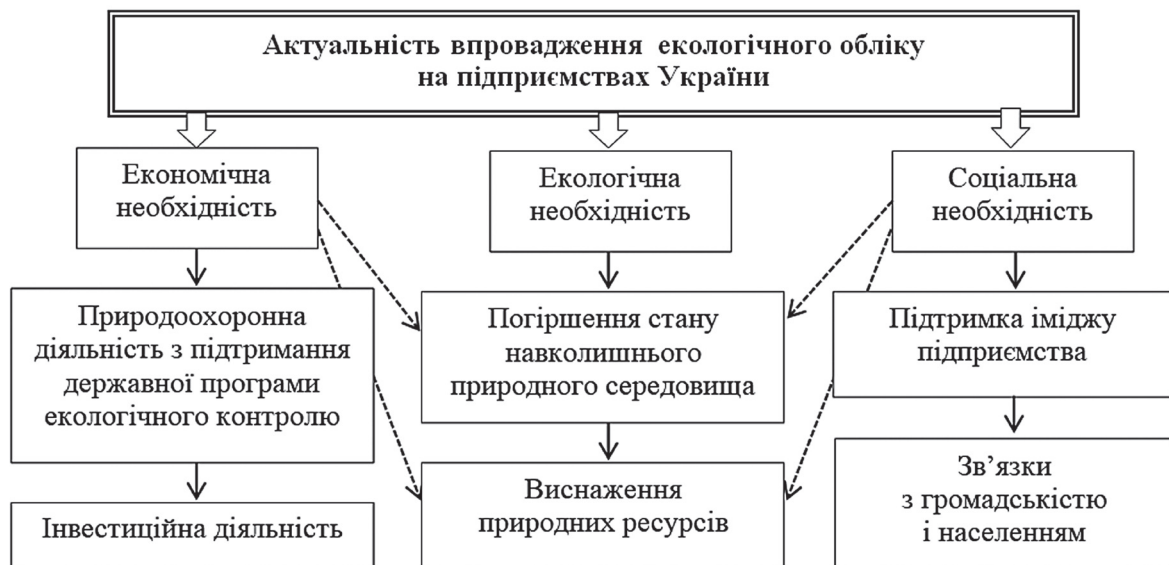 Актуальність впровадження екологічного обліку
на підприємствах України
Економічна
необхідність
Екологічна
необхідність
Соціальна
необхідність
Природоохоронна
діяльність з підтримання
державної програми
екологічного контролю
Погіршення стану
навколишнього
природного середовища
Підтримка іміджу
підприємства
Інвестиційна діяльність
Виснаження
природних ресурсів
Зв’язки
з громадськістю
і населенням